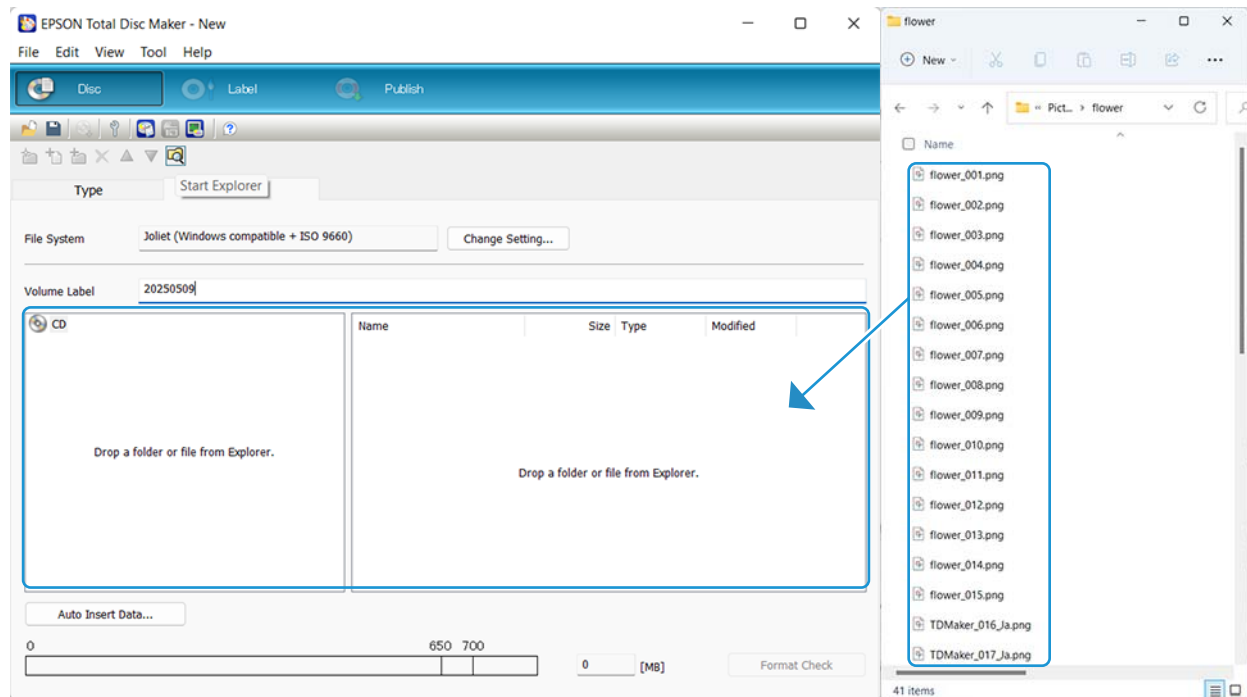 EPSON Total Disc Maker - New
File Edit View Tool Help
Disc Label Publish
Start Explorer
Type
File System Joliet (Windows compatible + ISO 9660) Change Setting...
Volume Label 20250509
CD
Name Size Type Modified
Drop a folder or file from Explorer.
Drop a folder or file from Explorer.
Auto Insert Data...
0 650 700
0 [MB] Format Check
flower
New
« Pict... › flower
Name
flower_001.png
flower_002.png
flower_003.png
flower_004.png
flower_005.png
flower_006.png
flower_007.png
flower_008.png
flower_009.png
flower_010.png
flower_011.png
flower_012.png
flower_013.png
flower_014.png
flower_015.png
TDMaker_016_Ja.png
TDMaker_017_Ja.png
41 items